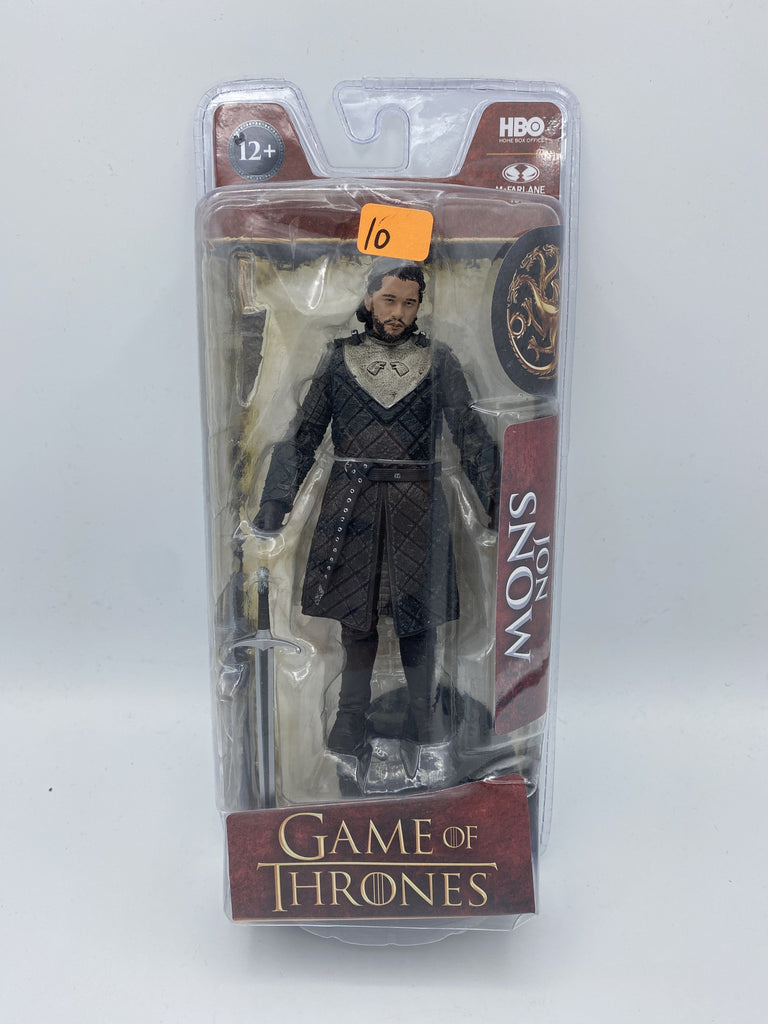 12+
HBO
HOME BOX OFFICE
McFARLANE
10
JON
SNOW
GAME OF
THRONES